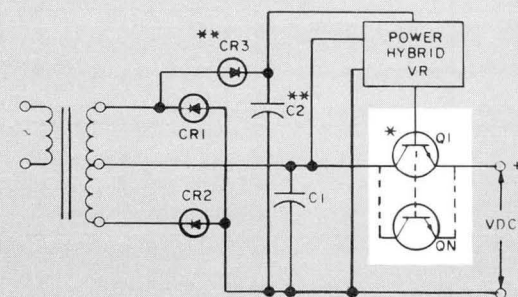 ** CR3
POWER
HYBRID
VR
**
C2
CR1
* Q1
+
CR2
C1
VDC
QN
-